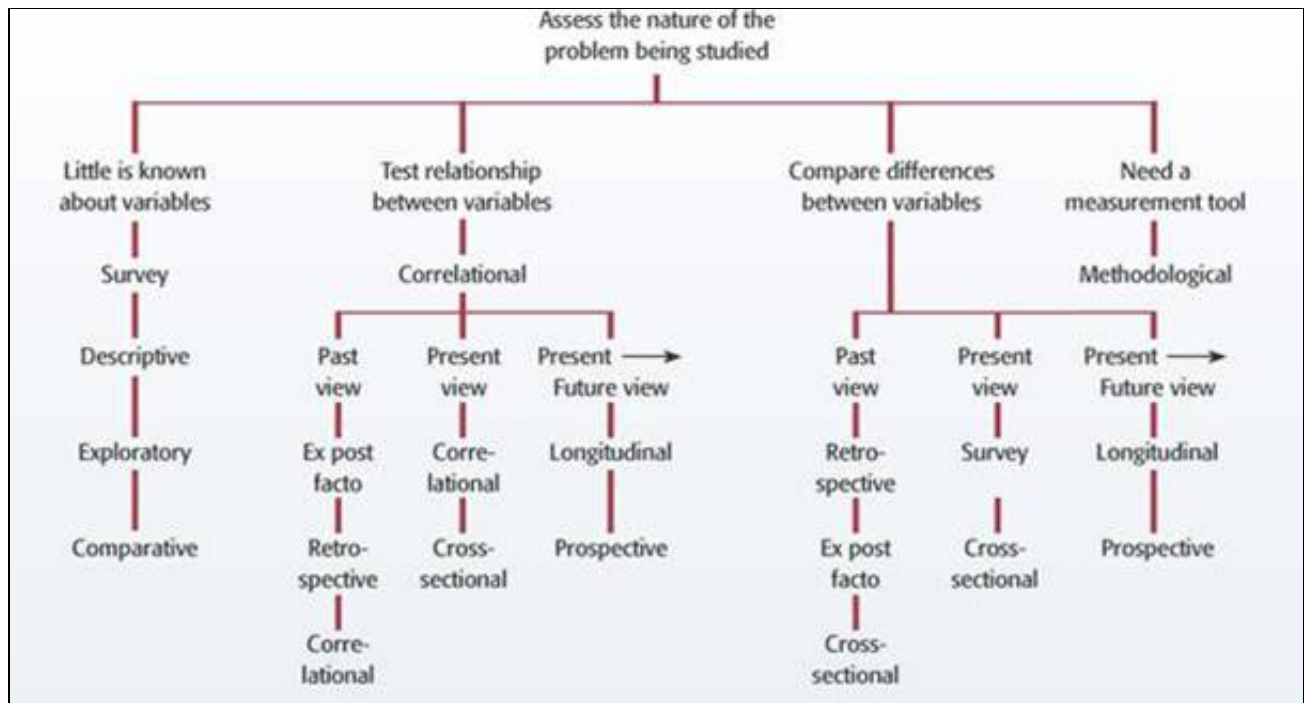 Assess the nature of the
problem being studied
Little is known
about variables
Test relationship
between variables
Compare differences
between variables
Need a
measurement tool
Survey
Correlational
Methodological
Descriptive
Past
view
Present
view
Present
Future view
Past
view
Present
view
Present
Future view
Exploratory
Ex post
facto
Corre-
lational
Longitudinal
Retro-
spective
Survey
Longitudinal
Comparative
Retro-
spective
Cross-
sectional
Prospective
Ex post
facto
Cross-
sectional
Prospective
Corre-
lational
Cross-
sectional